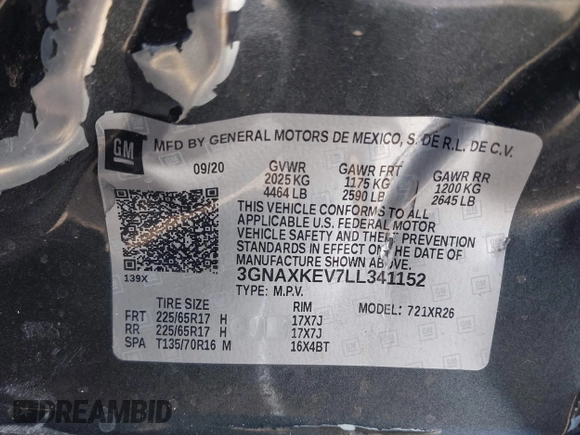 GM
MFD BY GENERAL MOTORS DE MEXICO, S. DE R.L. DE C.V.
09/20
GVWR GAWR FRT GAWR RR
2025 KG 1175 KG 1200 KG
4464 LB 2590 LB 2645 LB
THIS VEHICLE CONFORMS TO ALL
APPLICABLE U.S. FEDERAL MOTOR
VEHICLE SAFETY AND THEFT PREVENTION
STANDARDS IN EFFECT ON THE DATE OF
MANUFACTURE SHOWN ABOVE.
139X
3GNAXKEV7LL341152
TYPE: M.P.V.
TIRE SIZE RIM MODEL: 721XR26
FRT 225/65R17 H 17X7J
RR 225/65R17 H 17X7J
SPA T135/70R16 M 16X4BT
DREAMBID